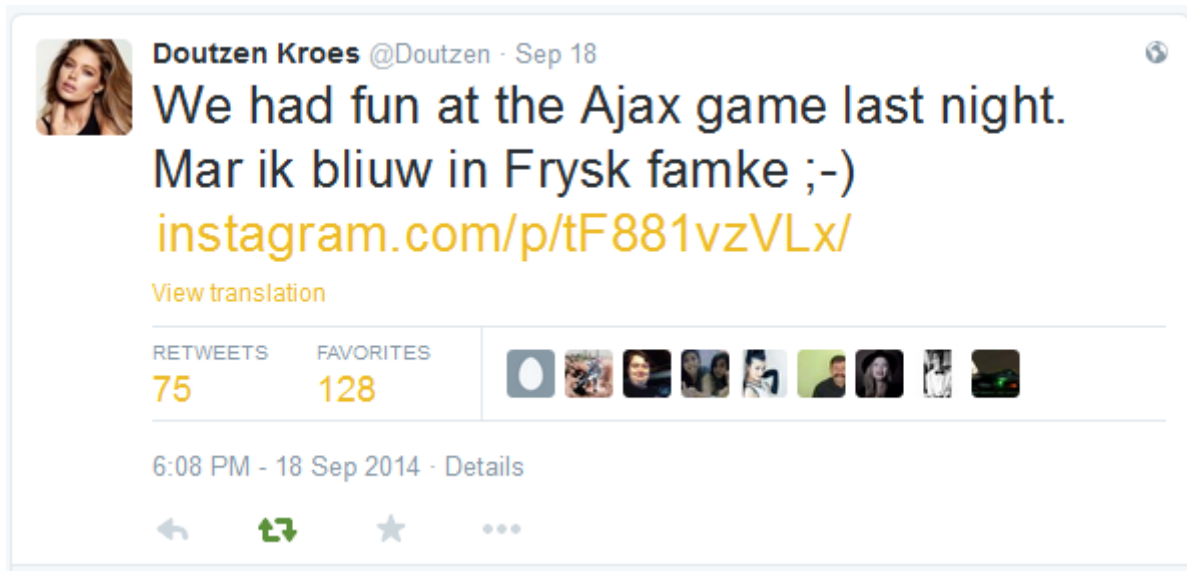 Doutzen Kroes @Doutzen · Sep 18
We had fun at the Ajax game last night.
Mar ik bliuw in Frysk famke ;-)
instagram.com/p/tF881vzVLx/
View translation
RETWEETS FAVORITES
75 128
6:08 PM - 18 Sep 2014 · Details